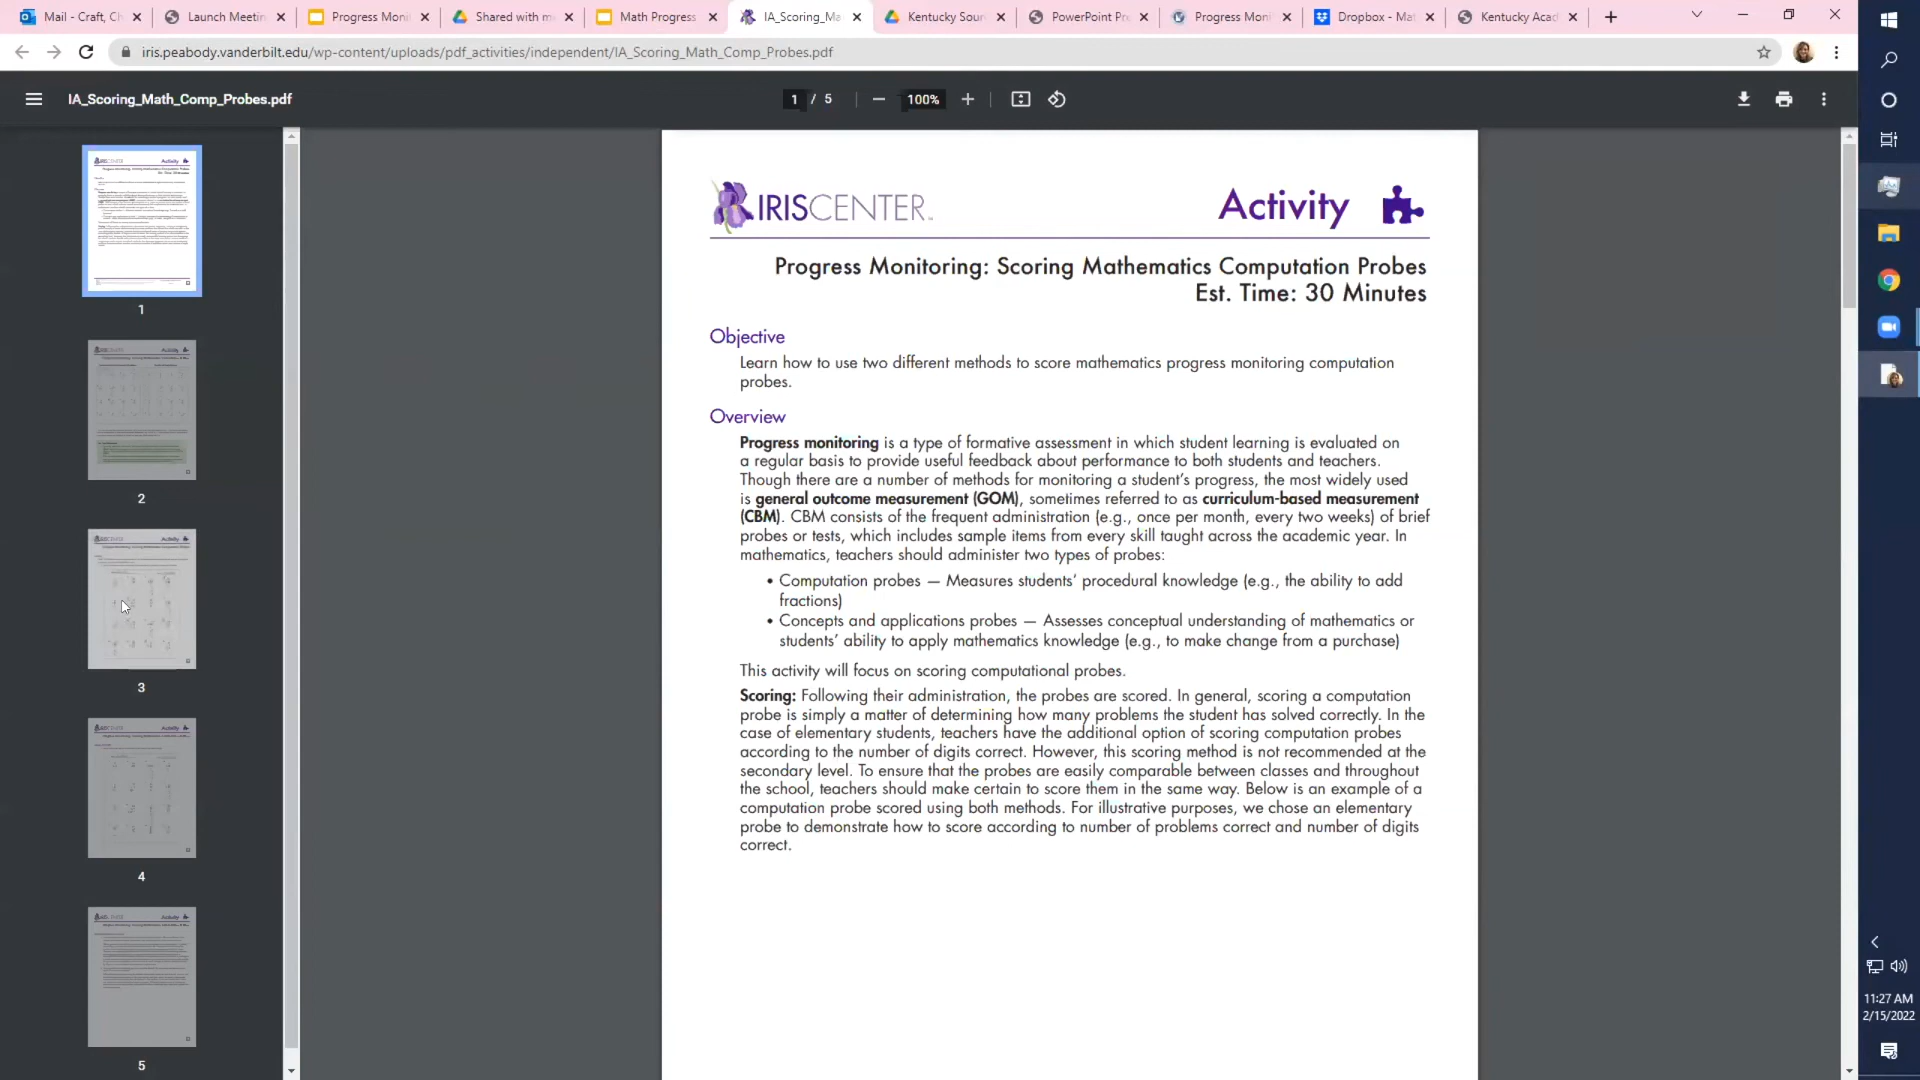 Mail - Craft, Ch
Launch Meetin
Progress Moni
Shared with m
Math Progress
IA_Scoring_Ma
Kentucky Sour
PowerPoint Pr
Progress Moni
Dropbox - Mat
Kentucky Acad
iris.peabody.vanderbilt.edu/wp-content/uploads/pdf_activities/independent/IA_Scoring_Math_Comp_Probes.pdf
IA_Scoring_Math_Comp_Probes.pdf
1 / 5
100%
IRISCENTER
Activity
Progress Monitoring: Scoring Mathematics Computation Probes
Est. Time: 30 Minutes
Objective
Learn how to use two different methods to score mathematics progress monitoring computation
probes.
Overview
Progress monitoring is a type of formative assessment in which student learning is evaluated on
a regular basis to provide useful feedback about performance to both students and teachers.
Though there are a number of methods for monitoring a student's progress, the most widely used
is general outcome measurement (GOM), sometimes referred to as curriculum-based measurement
(CBM). CBM consists of the frequent administration (e.g., once per month, every two weeks) of brief
probes or tests, which includes sample items from every skill taught across the academic year. In
mathematics, teachers should administer two types of probes:
• Computation probes — Measures students' procedural knowledge (e.g., the ability to add
fractions)
• Concepts and applications probes — Assesses conceptual understanding of mathematics or
students' ability to apply mathematics knowledge (e.g., to make change from a purchase)
This activity will focus on scoring computational probes.
Scoring: Following their administration, the probes are scored. In general, scoring a computation
probe is simply a matter of determining how many problems the student has solved correctly. In the
case of elementary students, teachers have the additional option of scoring computation probes
according to the number of digits correct. However, this scoring method is not recommended at the
secondary level. To ensure that the probes are easily comparable between classes and throughout
the school, teachers should make certain to score them in the same way. Below is an example of a
computation probe scored using both methods. For illustrative purposes, we chose an elementary
probe to demonstrate how to score according to number of problems correct and number of digits
correct.
1
2
3
4
5
11:27 AM
2/15/2022